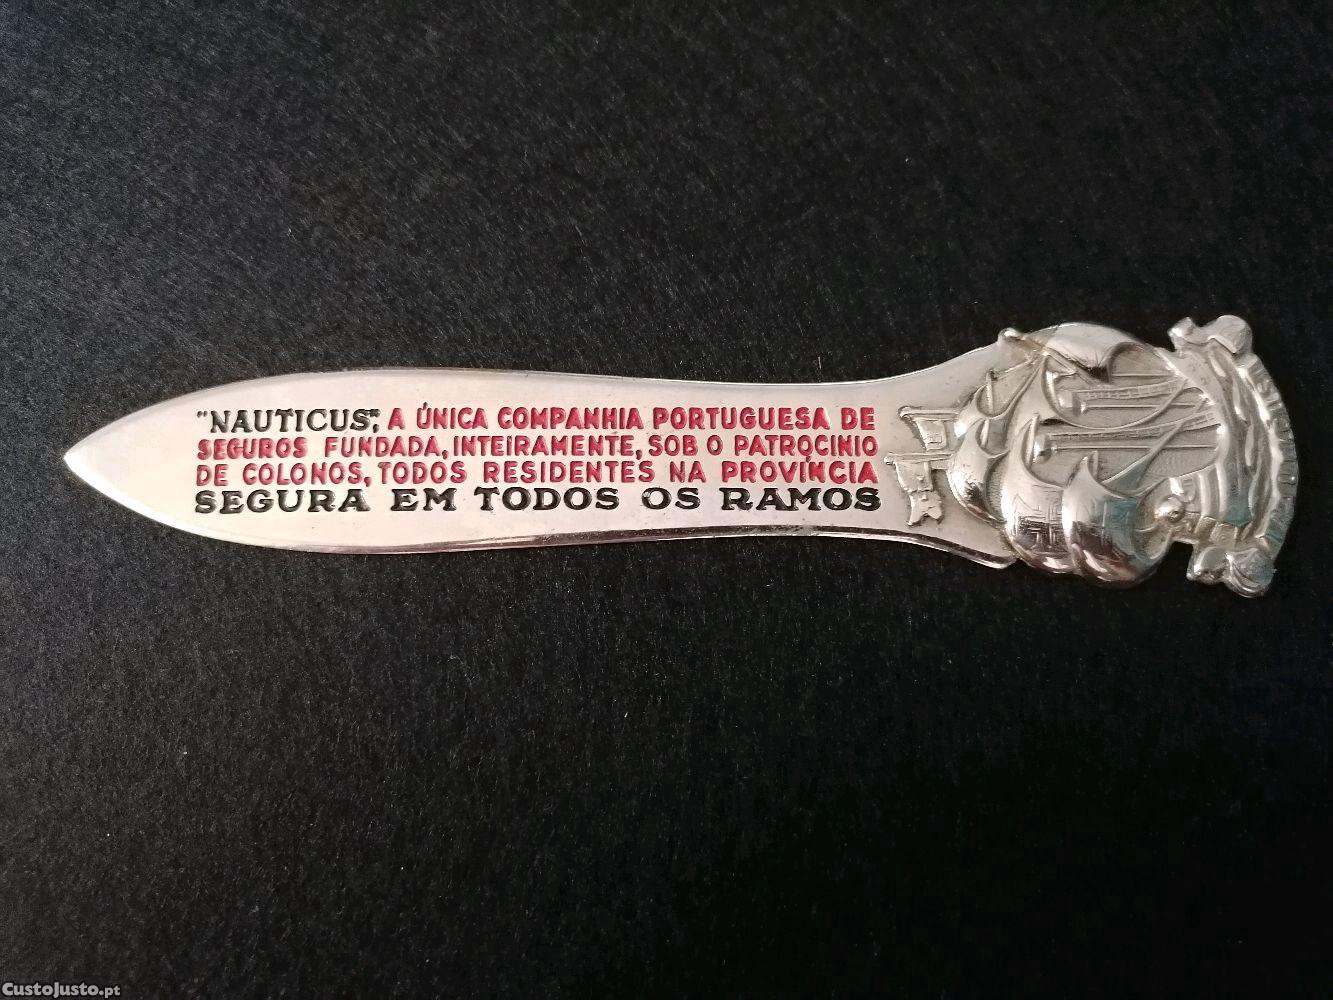 "NAUTICUS", A ÚNICA COMPANHIA PORTUGUESA DE
SEGUROS FUNDADA, INTEIRAMENTE, SOB O PATROCINIO
DE COLONOS, TODOS RESIDENTES NA PROVÍNCIA
SEGURA EM TODOS OS RAMOS
CustoJusto.pt